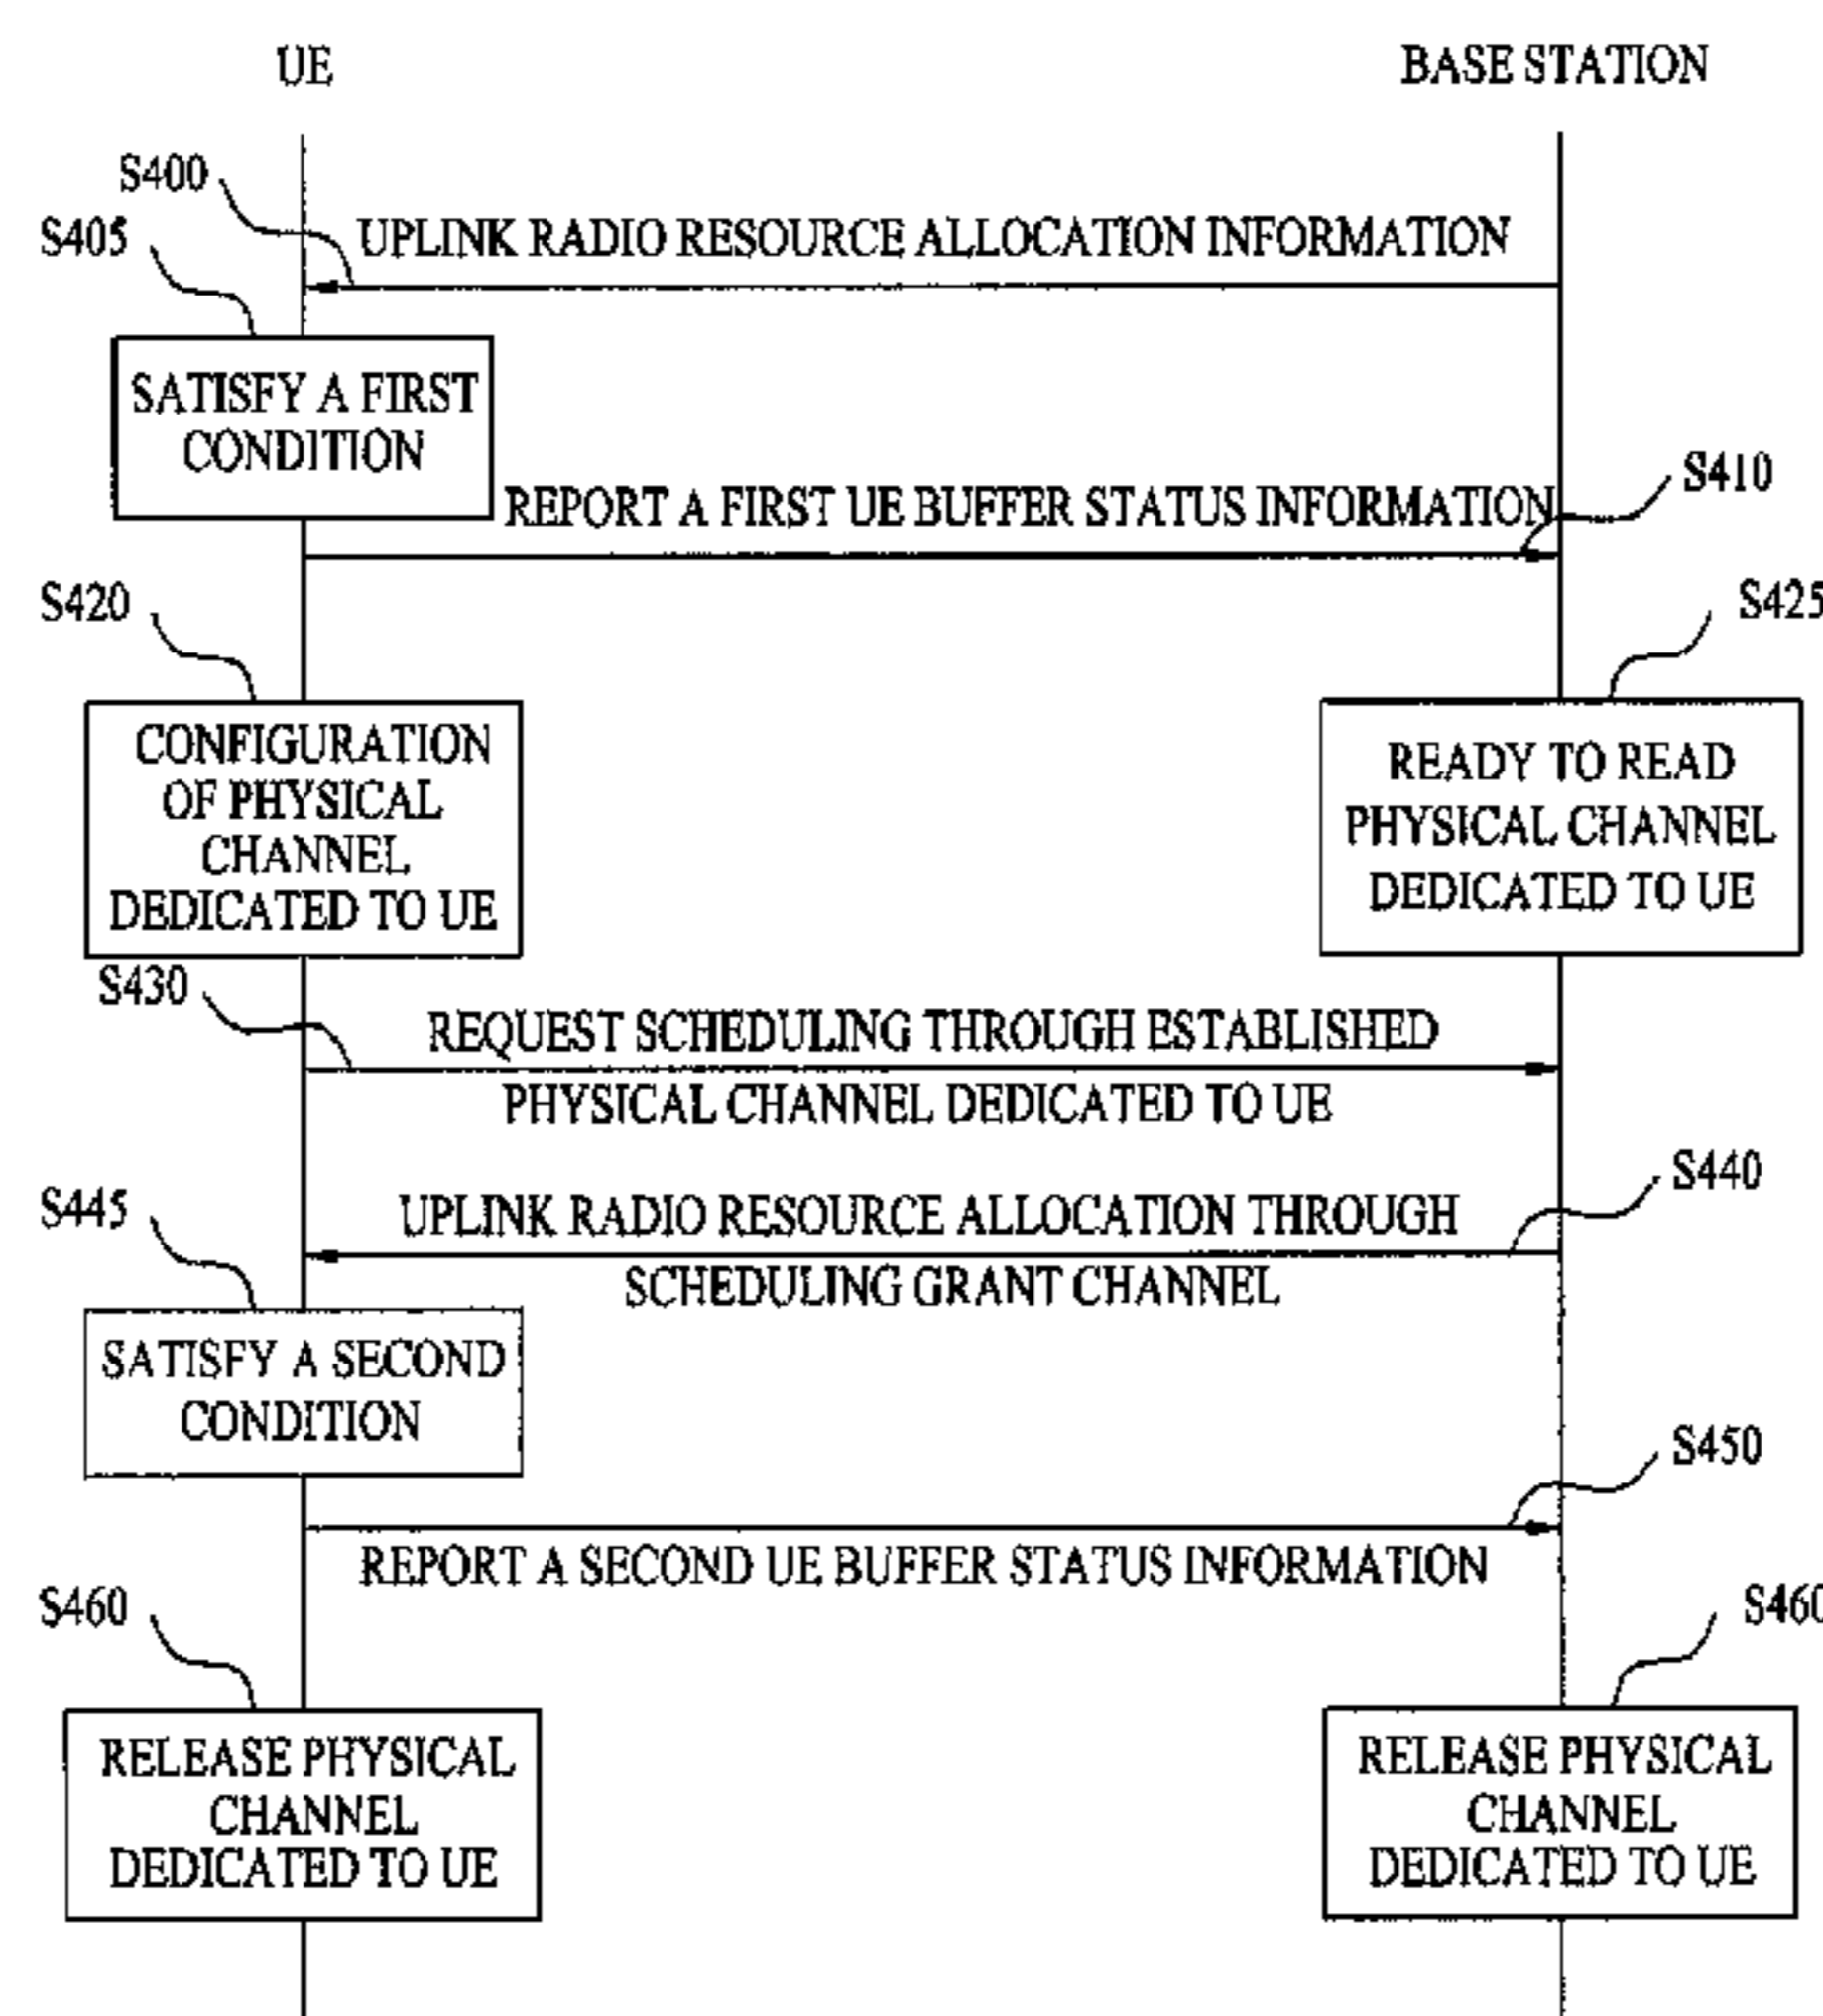 UE
BASE STATION
S400
S405
UPLINK RADIO RESOURCE ALLOCATION INFORMATION
SATISFY A FIRST
CONDITION
S410
REPORT A FIRST UE BUFFER STATUS INFORMATION
S420
S425
CONFIGURATION
OF PHYSICAL
CHANNEL
DEDICATED TO UE
READY TO READ
PHYSICAL CHANNEL
DEDICATED TO UE
S430
REQUEST SCHEDULING THROUGH ESTABLISHED
PHYSICAL CHANNEL DEDICATED TO UE
S440
S445
UPLINK RADIO RESOURCE ALLOCATION THROUGH
SCHEDULING GRANT CHANNEL
SATISFY A SECOND
CONDITION
S450
REPORT A SECOND UE BUFFER STATUS INFORMATION
S460
S460
RELEASE PHYSICAL
CHANNEL
DEDICATED TO UE
RELEASE PHYSICAL
CHANNEL
DEDICATED TO UE